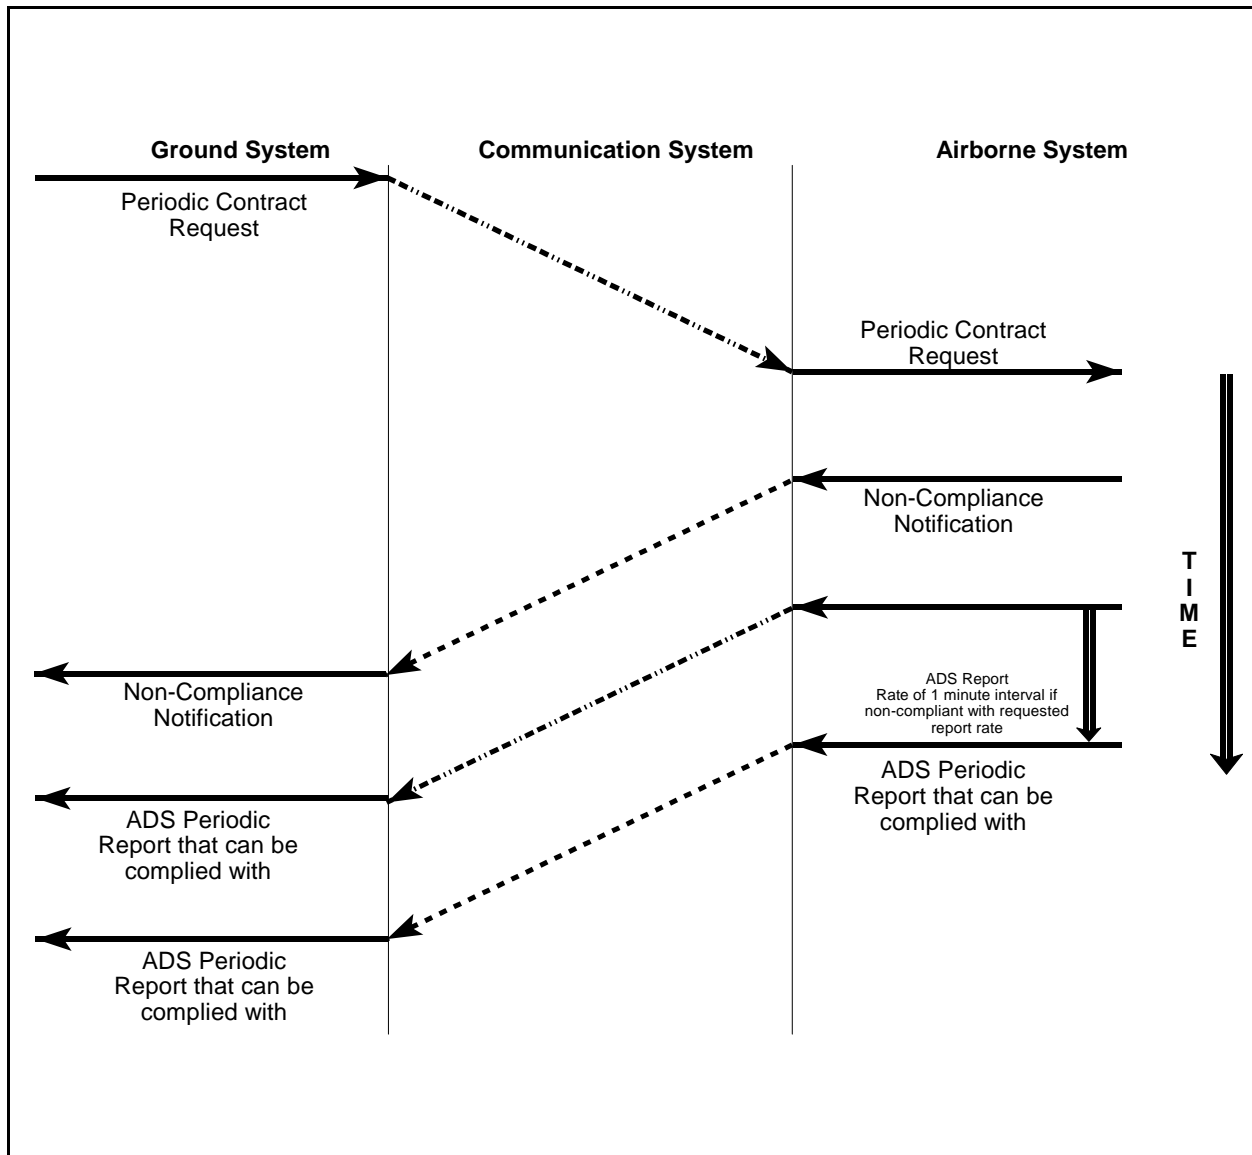 Ground System
Communication System
Airborne System
Periodic Contract
Request
Periodic Contract
Request
Non-Compliance
Notification
T
I
M
E
Non-Compliance
Notification
ADS Report
Rate of 1 minute interval if
non-compliant with requested
report rate
ADS Periodic
Report that can be
complied with
ADS Periodic
Report that can be
complied with
ADS Periodic
Report that can be
complied with